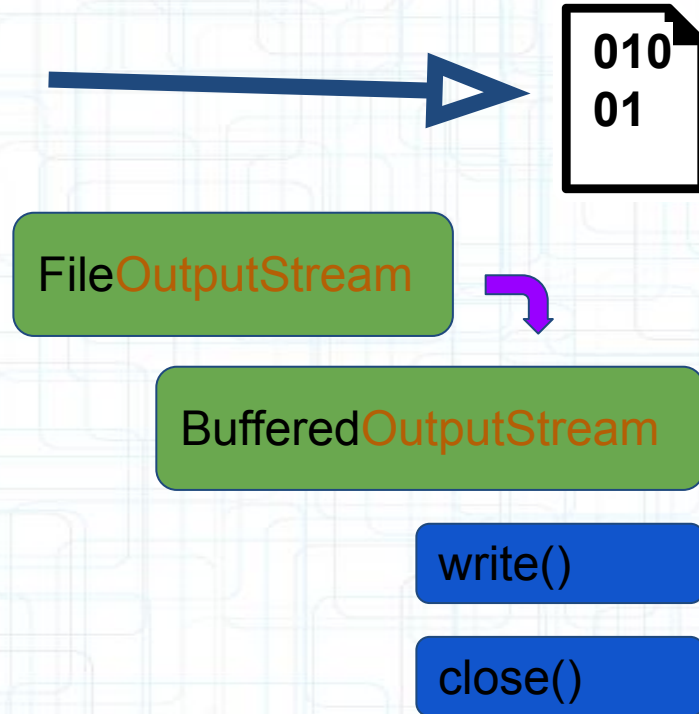 010
01
FileOutputStream
BufferedOutputStream
write()
close()